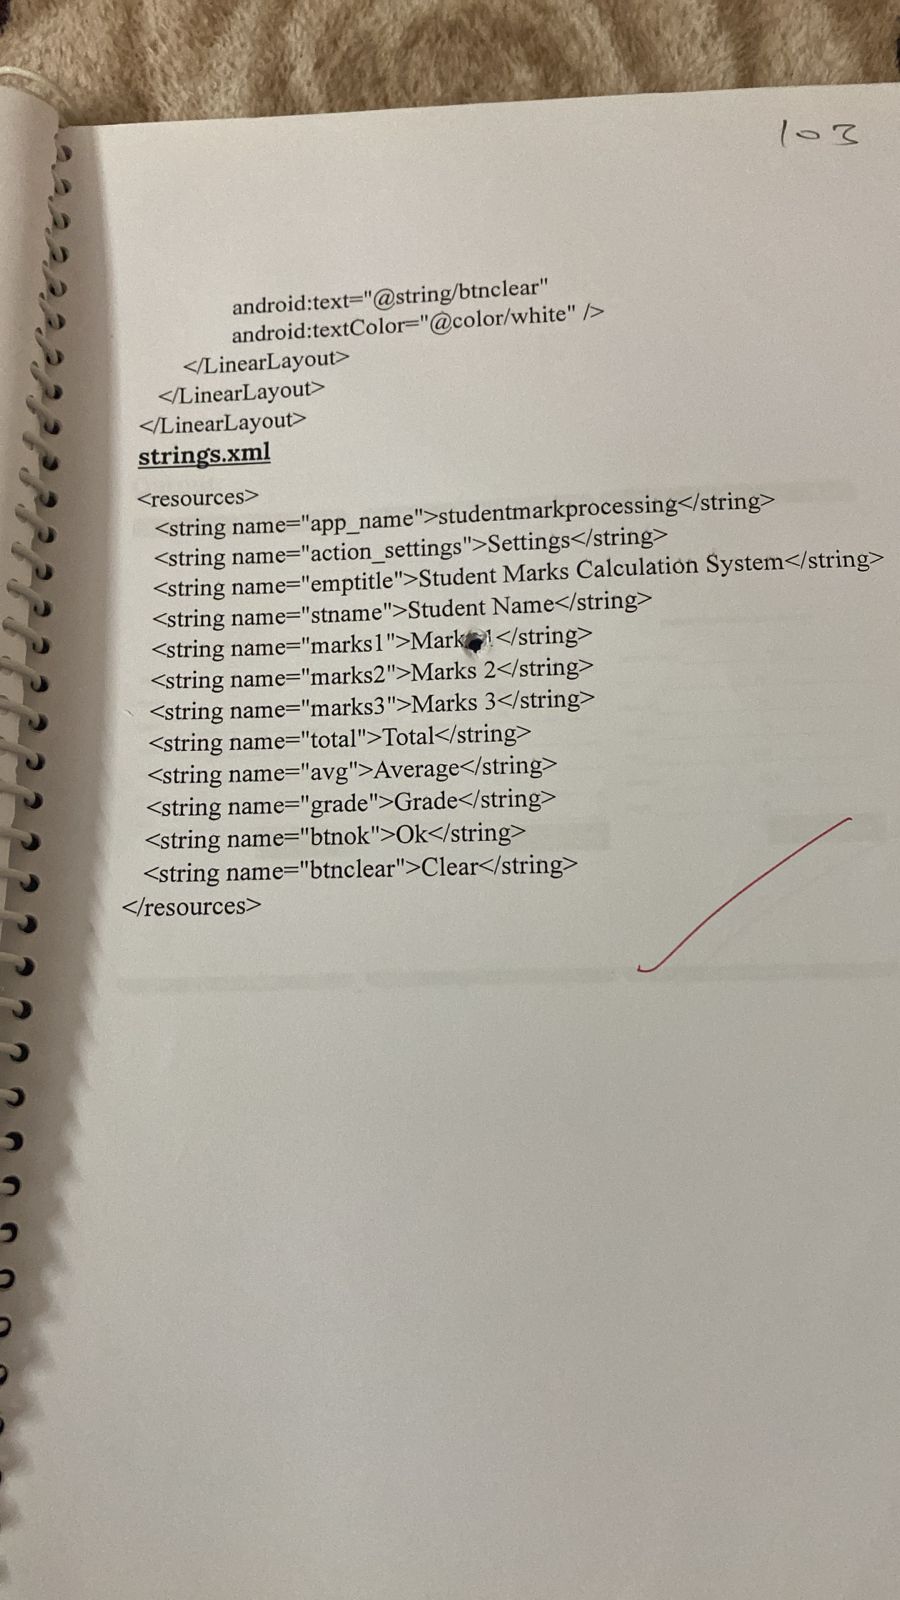 103
android:text="@string/btnclear"
android:textColor="@color/white" />
</LinearLayout>
</LinearLayout>
</LinearLayout>
strings.xml
<resources>
<string name="app_name">studentmarkprocessing</string>
<string name="action_settings">Settings</string>
<string name="emptitle">Student Marks Calculation System</string>
<string name="stname">Student Name</string>
<string name="marks1">Mark</string>
<string name="marks2">Marks 2</string>
<string name="marks3">Marks 3</string>
<string name="total">Total</string>
<string name="avg">Average</string>
<string name="grade">Grade</string>
<string name="btnok">Ok</string>
<string name="btnclear">Clear</string>
</resources>